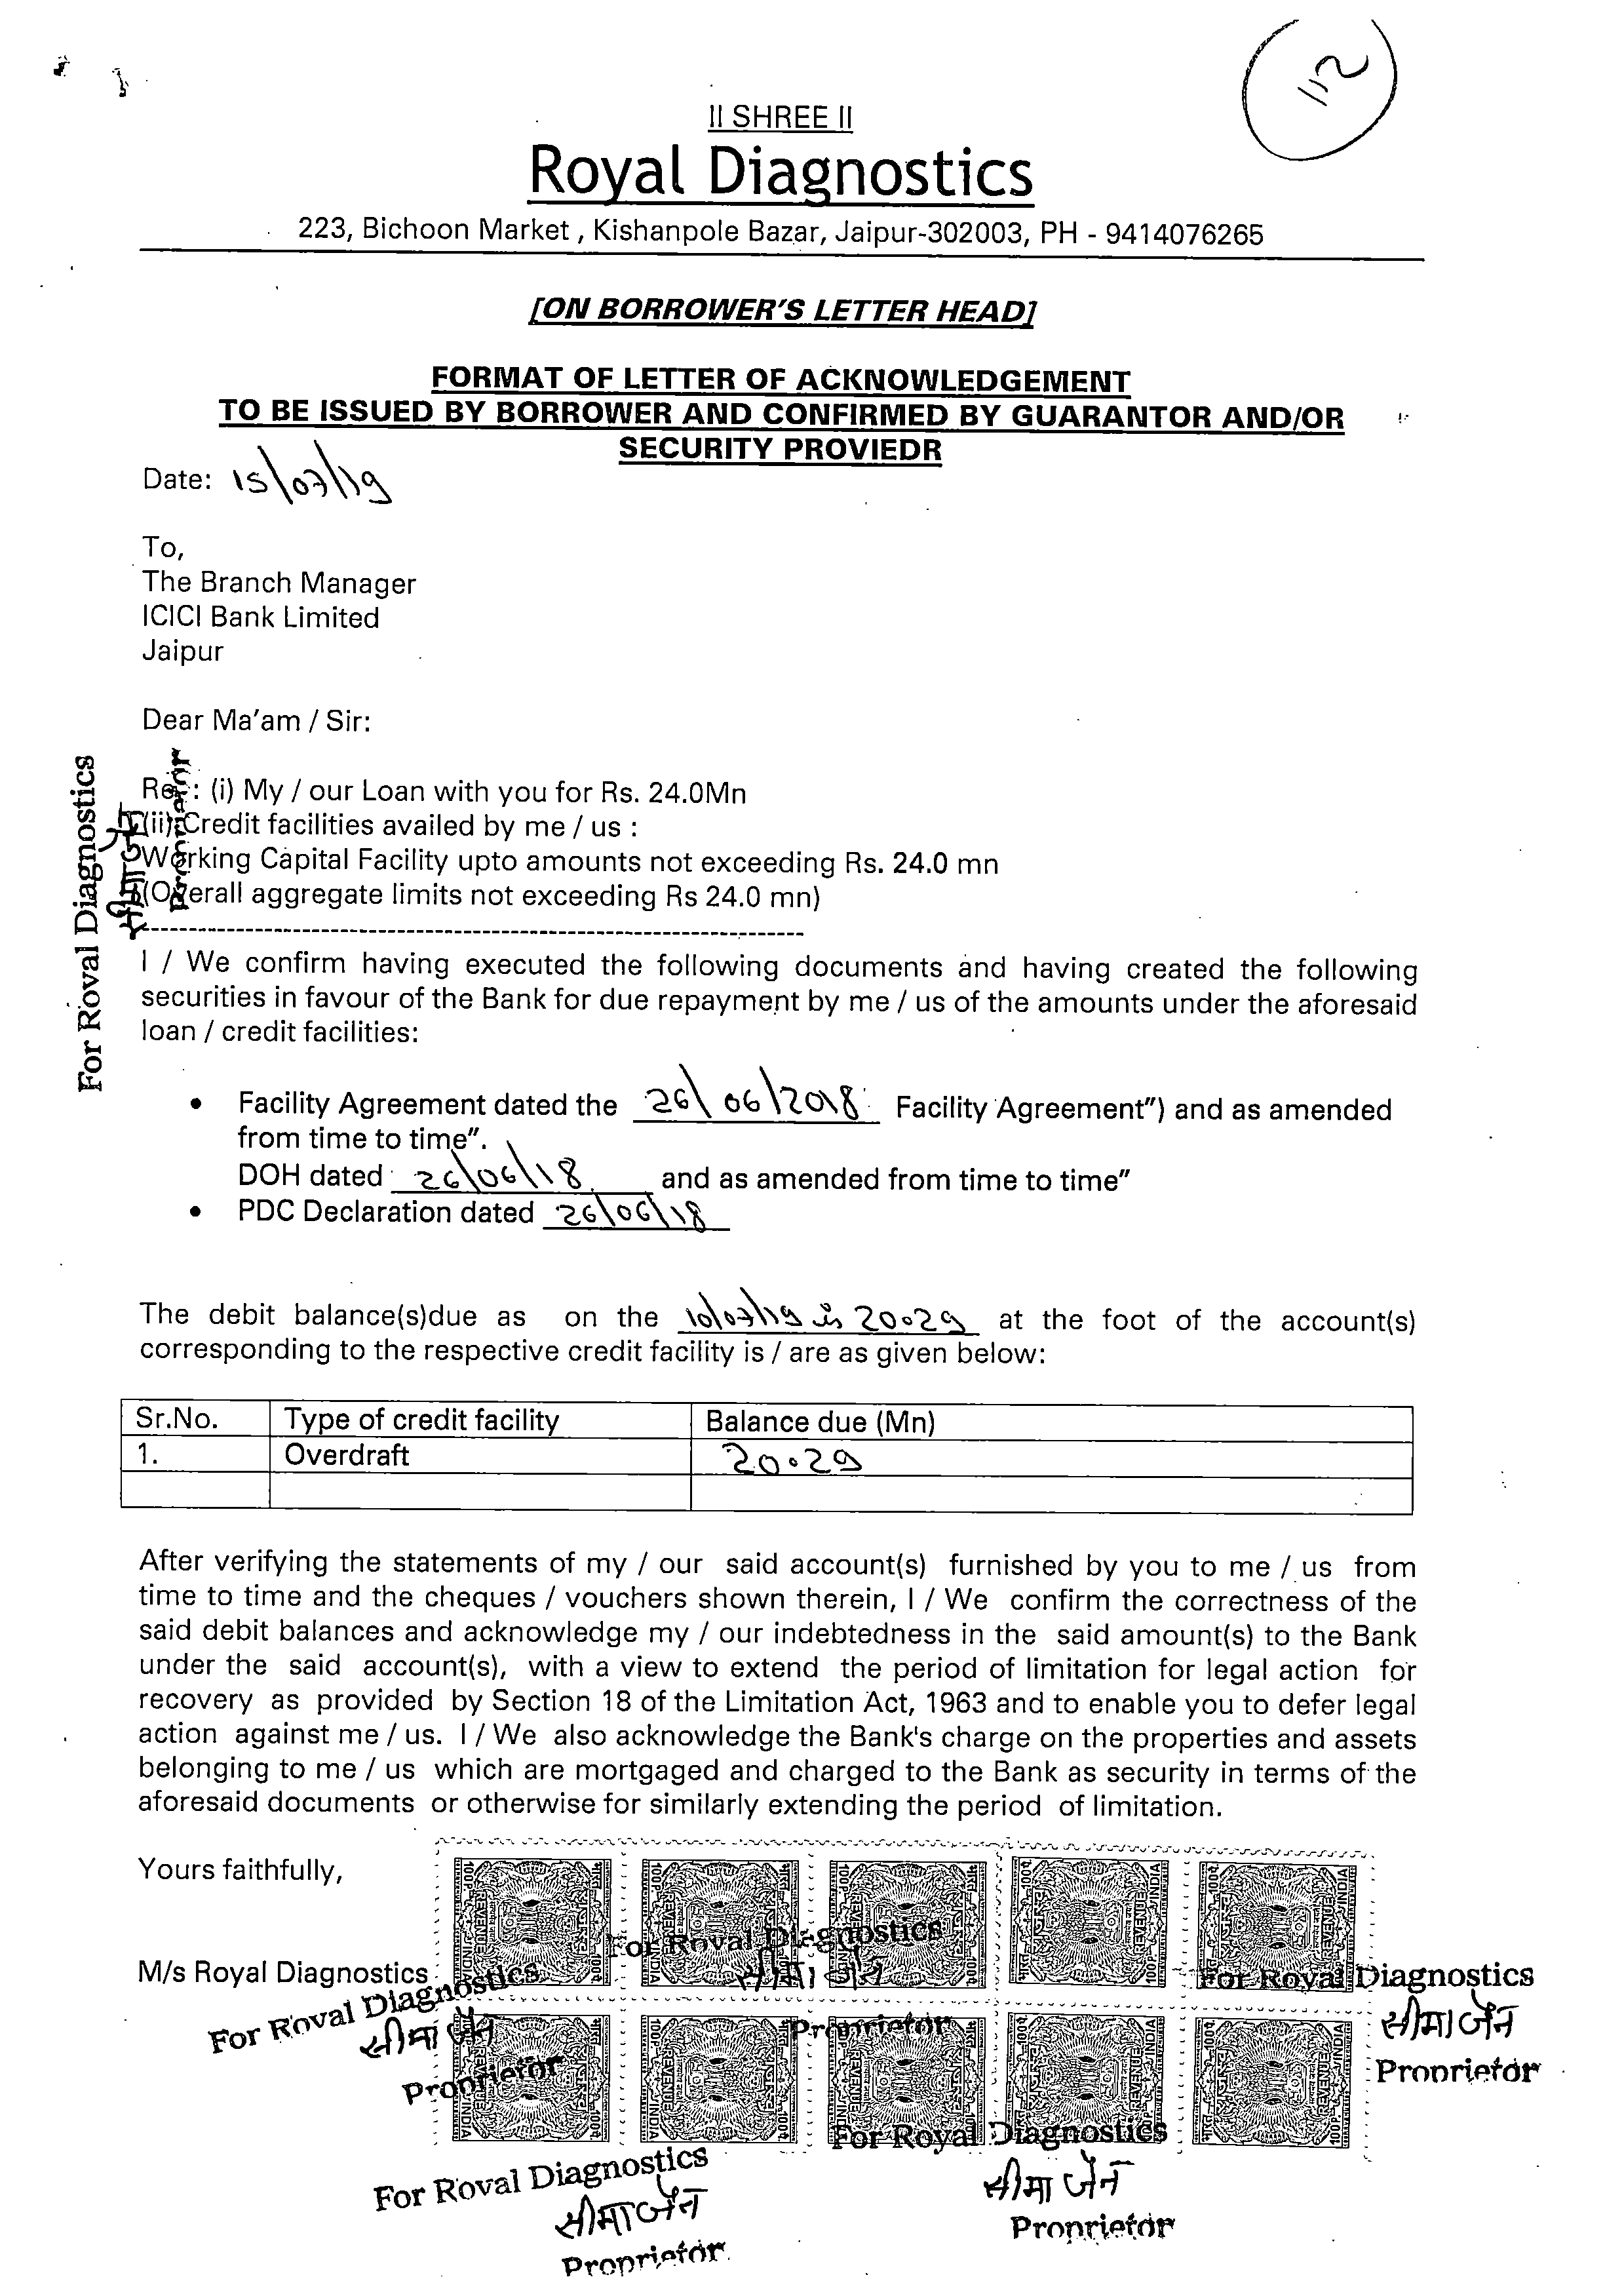 112
II SHREE II
Royal Diagnostics
223, Bichoon Market , Kishanpole Bazar, Jaipur-302003, PH - 9414076265
[ON BORROWER'S LETTER HEAD]
FORMAT OF LETTER OF ACKNOWLEDGEMENT
TO BE ISSUED BY BORROWER AND CONFIRMED BY GUARANTOR AND/OR
SECURITY PROVIEDR
Date: 15/07/19
To,
The Branch Manager
ICICI Bank Limited
Jaipur
Dear Ma'am / Sir:
Re : (i) My / our Loan with you for Rs. 24.0Mn
(ii) Credit facilities availed by me / us :
Working Capital Facility upto amounts not exceeding Rs. 24.0 mn
(Overall aggregate limits not exceeding Rs 24.0 mn)
For Royal Diagnostics
सीमा जैन
Proprietor
I / We confirm having executed the following documents and having created the following
securities in favour of the Bank for due repayment by me / us of the amounts under the aforesaid
loan / credit facilities:
• Facility Agreement dated the 26/06/2018 Facility Agreement") and as amended
from time to time".
DOH dated 26/06/18 and as amended from time to time"
• PDC Declaration dated 26/06/18
The debit balance(s)due as on the 10/07/19 is 20.29 at the foot of the account(s)
corresponding to the respective credit facility is / are as given below:
Sr.No. Type of credit facility Balance due (Mn)
1. Overdraft 20.29
After verifying the statements of my / our said account(s) furnished by you to me / us from
time to time and the cheques / vouchers shown therein, I / We confirm the correctness of the
said debit balances and acknowledge my / our indebtedness in the said amount(s) to the Bank
under the said account(s), with a view to extend the period of limitation for legal action for
recovery as provided by Section 18 of the Limitation Act, 1963 and to enable you to defer legal
action against me / us. I / We also acknowledge the Bank's charge on the properties and assets
belonging to me / us which are mortgaged and charged to the Bank as security in terms of the
aforesaid documents or otherwise for similarly extending the period of limitation.
Yours faithfully,
M/s Royal Diagnostics
For Royal Diagnostics
सीमा जैन
Proprietor
For Royal Diagnostics
सीमा जैन
Proprietor
For Royal Diagnostics
सीमा जैन
Proprietor
For Royal Diagnostics
सीमा जैन
Proprietor
For Royal Diagnostics
सीमा जैन
Proprietor